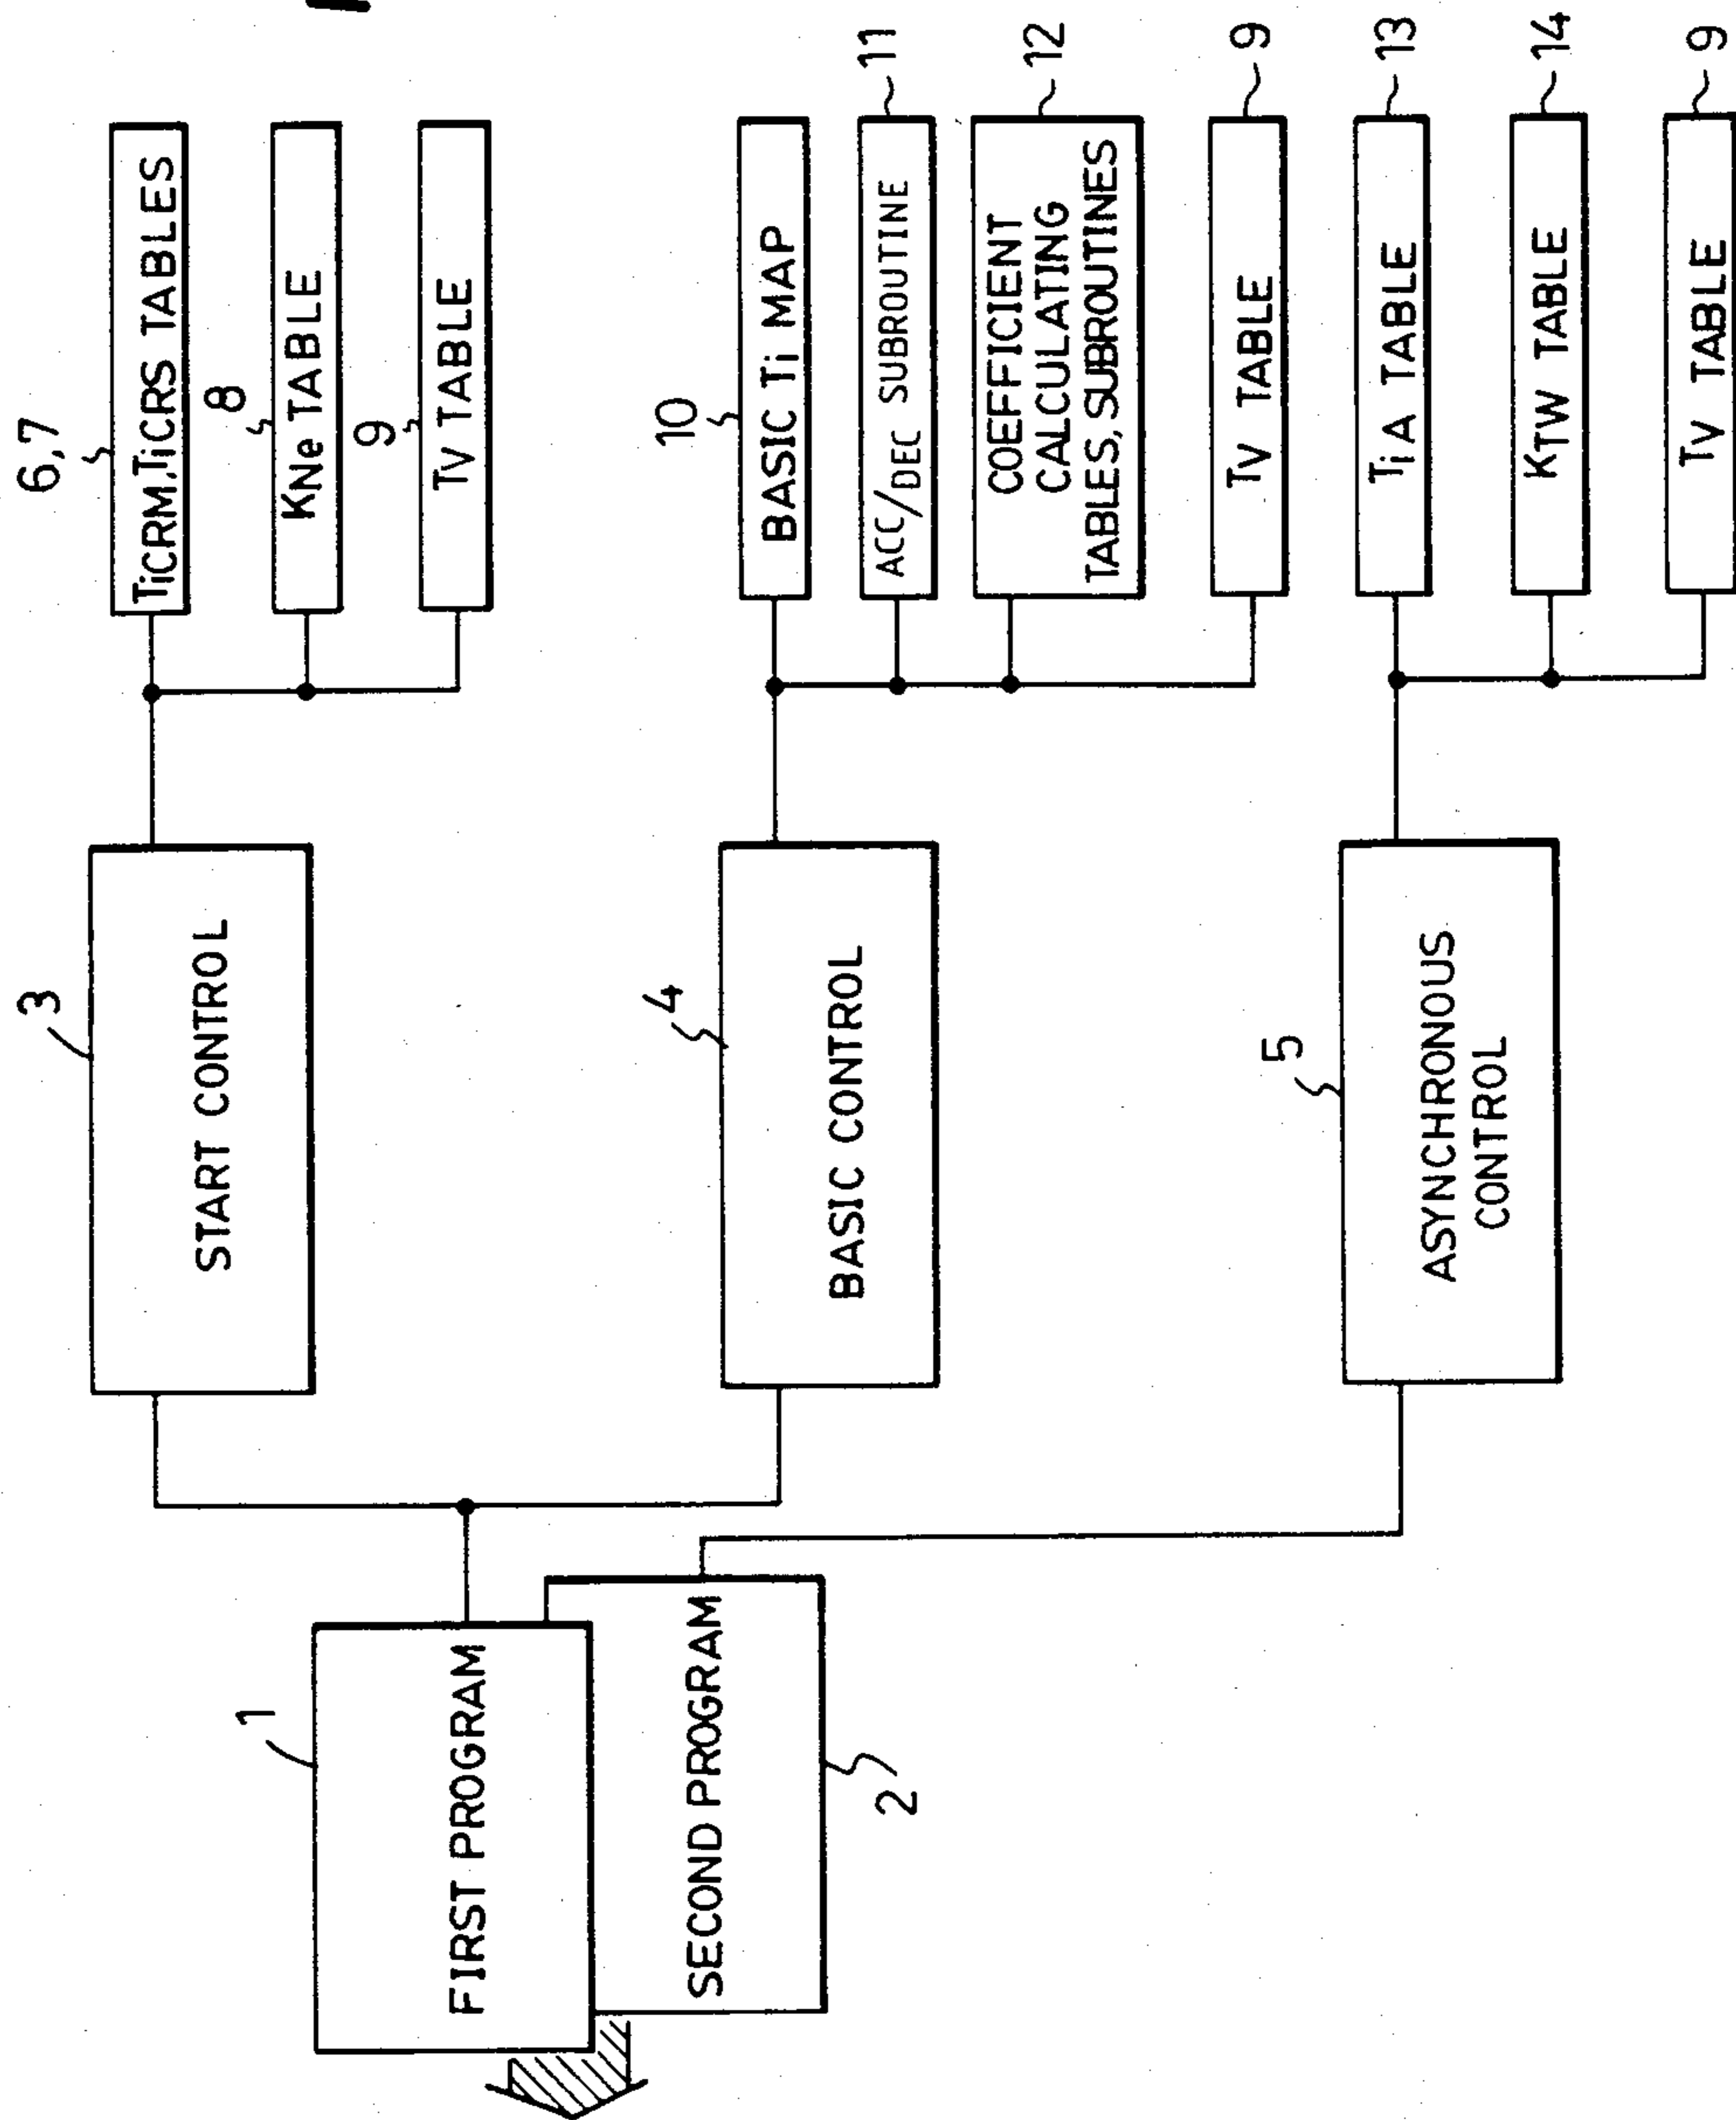 1
FIRST PROGRAM
SECOND PROGRAM
2
3
START CONTROL
4
BASIC CONTROL
5
ASYNCHRONOUS
CONTROL
6,7
TiCRM,TiCRS TABLES
8
KNe TABLE
9
TV TABLE
10
BASIC Ti MAP
ACC/DEC SUBROUTINE
11
COEFFICIENT
CALCULATING
TABLES,SUBROUTINES
12
TV TABLE
9
TiA TABLE
13
KTW TABLE
14
TV TABLE
9